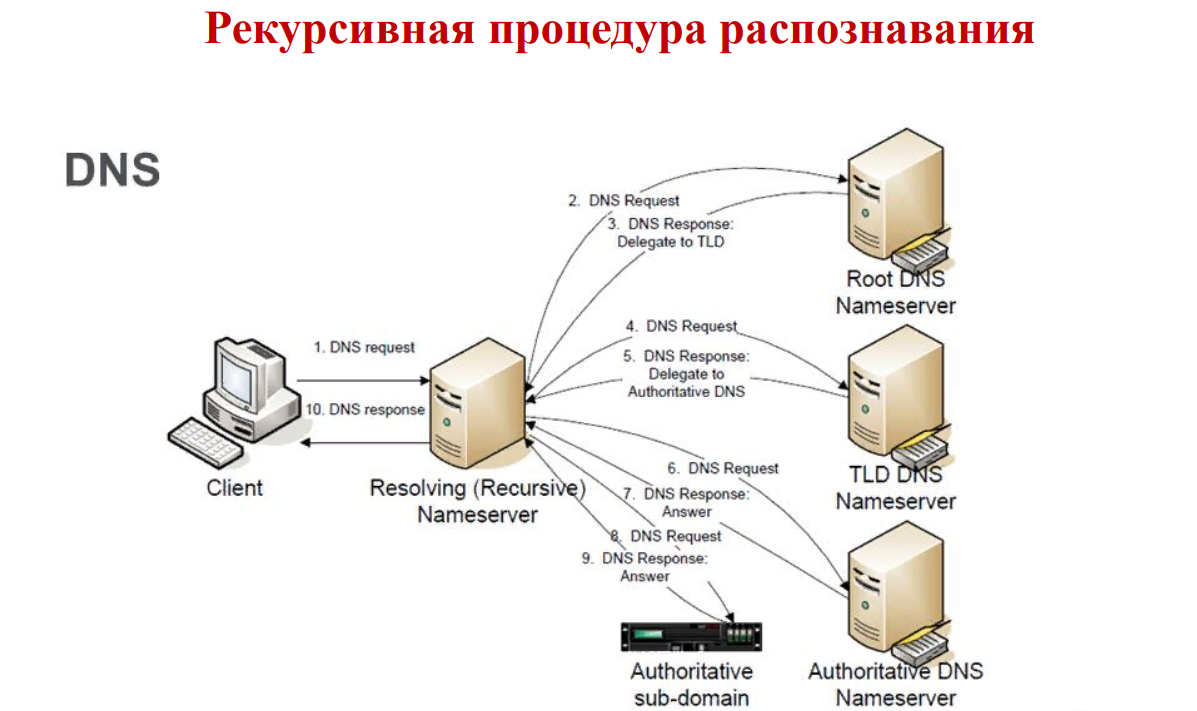 Рекурсивная процедура распознавания
DNS
2. DNS Request
3. DNS Response:
Delegate to TLD
Root DNS
Nameserver
4. DNS Request
5. DNS Response:
Delegate to
Authoritative DNS
1. DNS request
10. DNS response
Client
Resolving (Recursive)
Nameserver
TLD DNS
Nameserver
6. DNS Request
7. DNS Response:
Answer
8. DNS Request
9. DNS Response:
Answer
Authoritative
sub-domain
Authoritative DNS
Nameserver